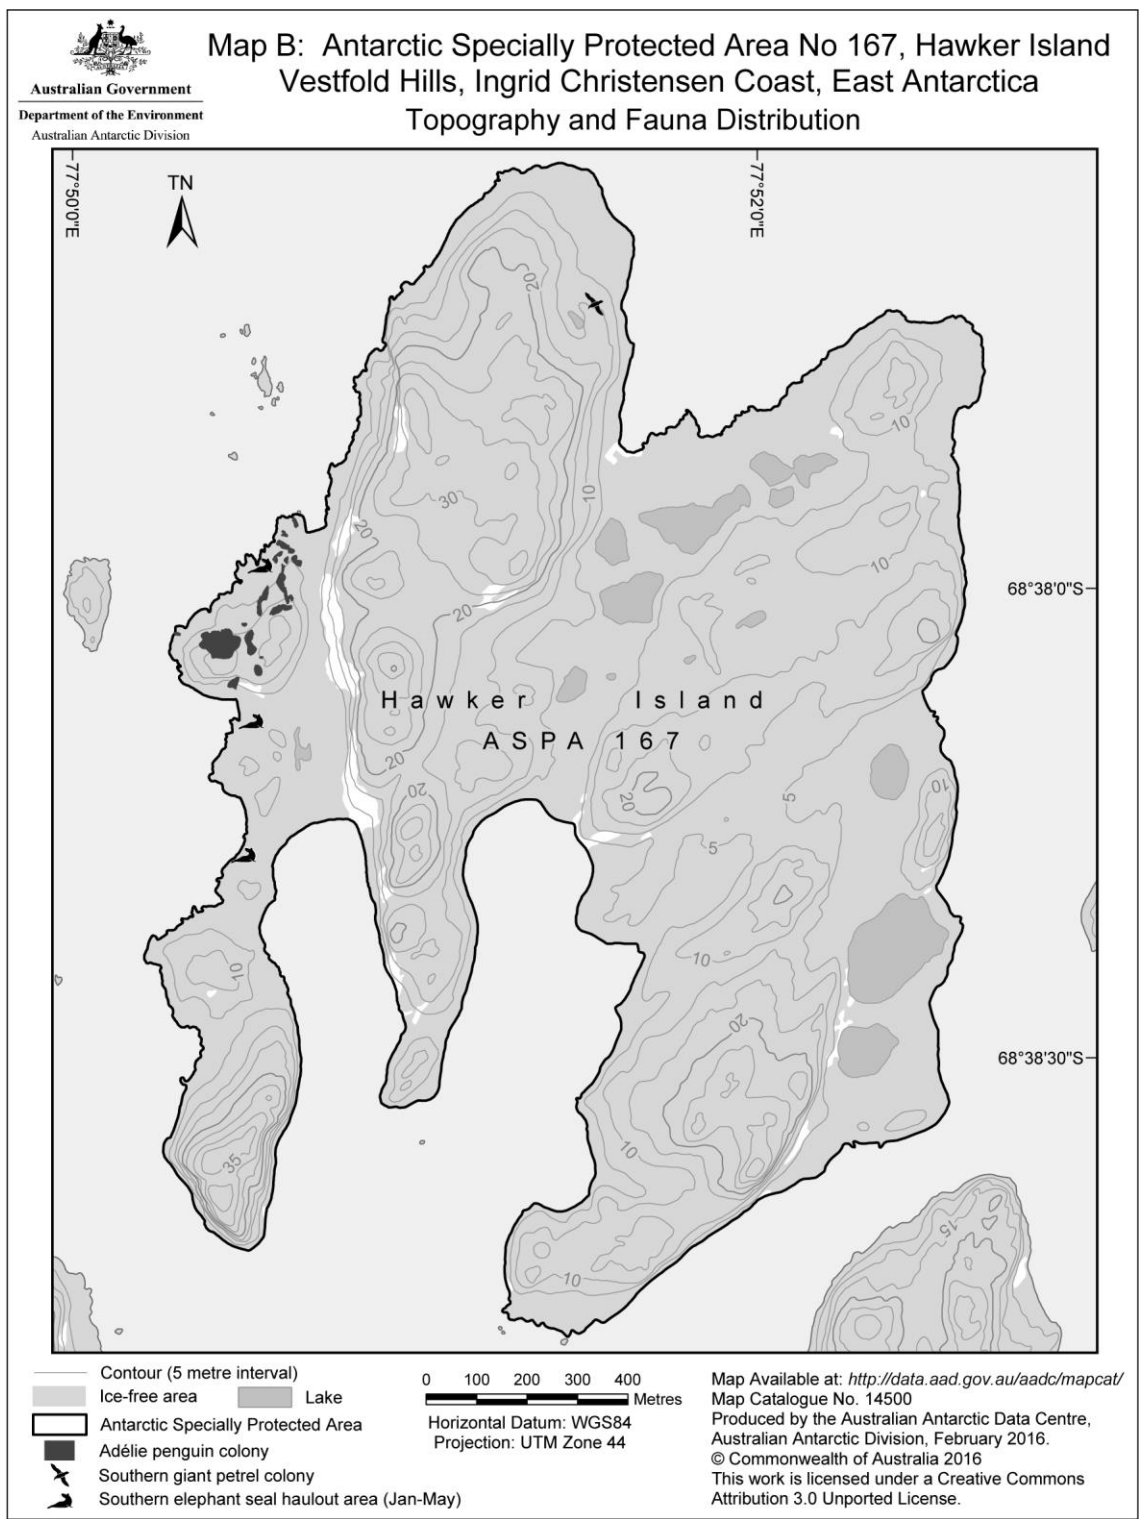 Australian Government
Department of the Environment
Australian Antarctic Division
Map B: Antarctic Specially Protected Area No 167, Hawker Island
Vestfold Hills, Ingrid Christensen Coast, East Antarctica
Topography and Fauna Distribution
77°50'0"E
77°52'0"E
TN
20
10
30
10
20
10
68°38'0"S
20
Hawker Island
ASPA 167
20
20
20
5
10
5
10
10
20
68°38'30"S
10
35
15
10
Contour (5 metre interval)
Ice-free area
Lake
Antarctic Specially Protected Area
Adélie penguin colony
Southern giant petrel colony
Southern elephant seal haulout area (Jan-May)
0 100 200 300 400
Metres
Horizontal Datum: WGS84
Projection: UTM Zone 44
Map Available at: http://data.aad.gov.au/aadc/mapcat/
Map Catalogue No. 14500
Produced by the Australian Antarctic Data Centre,
Australian Antarctic Division, February 2016.
© Commonwealth of Australia 2016
This work is licensed under a Creative Commons
Attribution 3.0 Unported License.